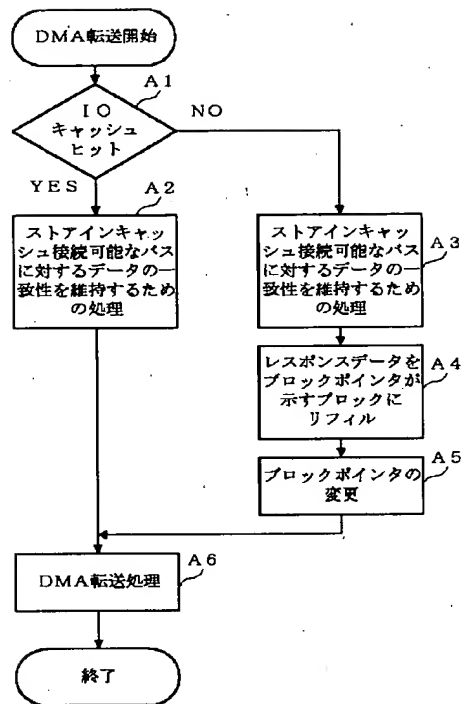 DMA転送開始
A1
IO
キャッシュ
ヒット
NO
YES
A2
ストアインキャッ
シュ接続可能なバス
に対するデータの一
致性を維持するため
の処理
ストアインキャッ
シュ接続可能なバス
に対するデータの一
致性を維持するため
の処理
A3
レスポンスデータを
ブロックポインタが
示すブロックに
リフィル
A4
ブロックポインタの
変更
A5
DMA転送処理
A6
終了